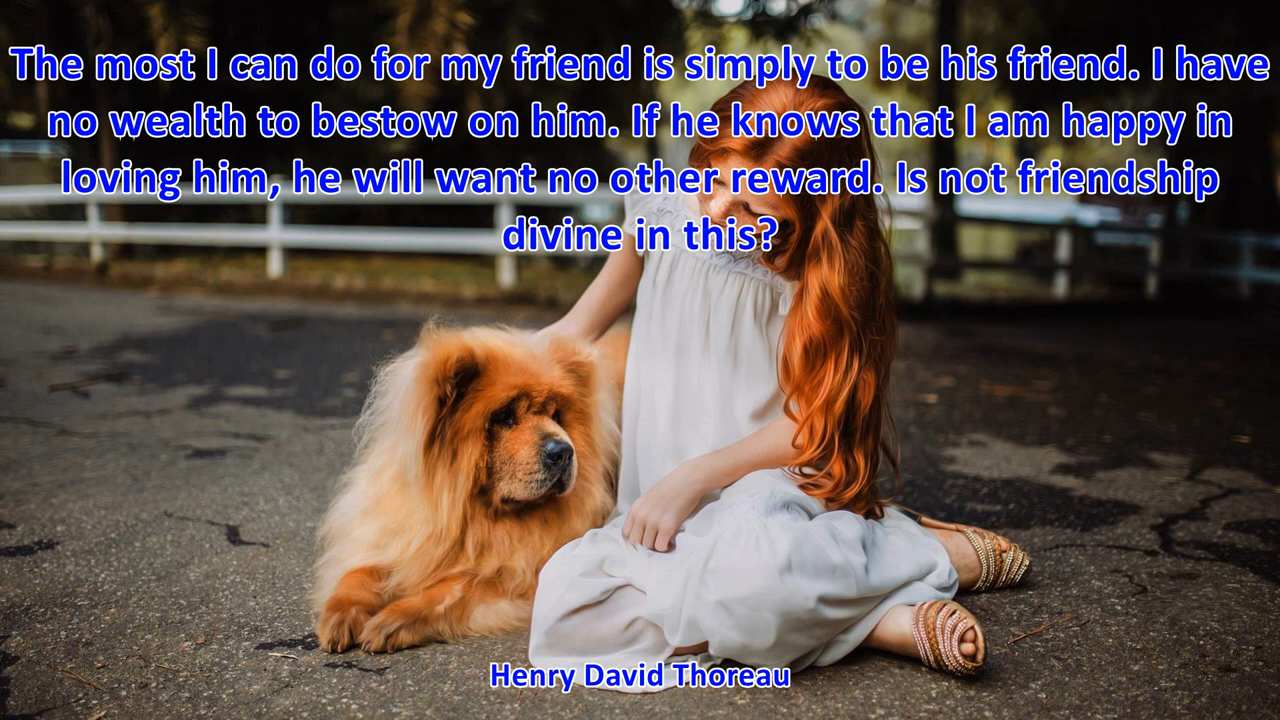 The most I can do for my friend is simply to be his friend. I have
no wealth to bestow on him. If he knows that I am happy in
loving him, he will want no other reward. Is not friendship
divine in this?
Henry David Thoreau